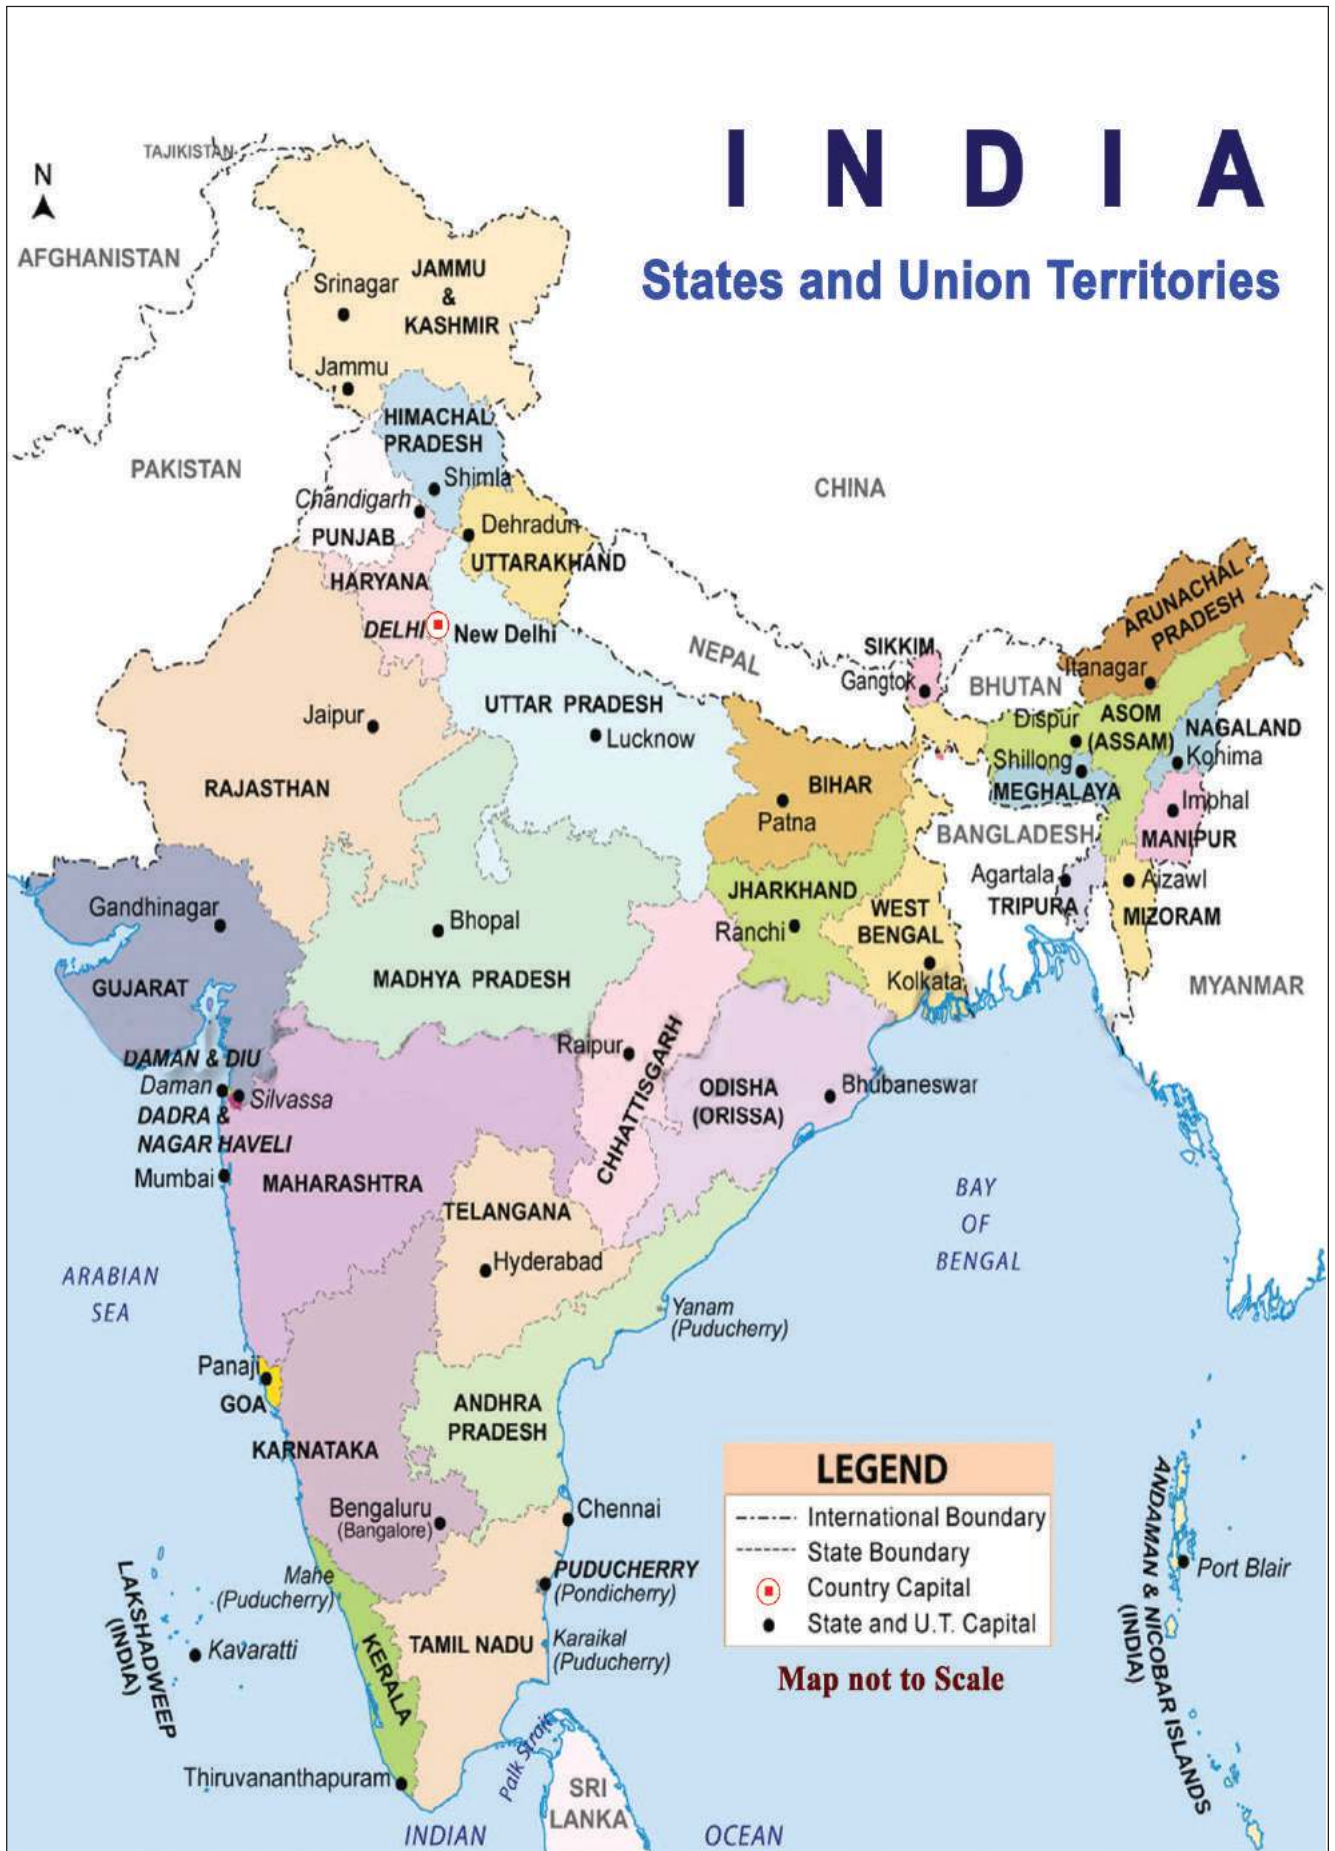 I N D I A
States and Union Territories
TAJIKISTAN
N
AFGHANISTAN
JAMMU
&
KASHMIR
Srinagar
Jammu
HIMACHAL
PRADESH
PAKISTAN
Shimla
CHINA
Chandigarh
PUNJAB
Dehradun
UTTARAKHAND
HARYANA
DELHI
New Delhi
ARUNACHAL
PRADESH
NEPAL
SIKKIM
Gangtok
BHUTAN
Itanagar
UTTAR PRADESH
Lucknow
Jaipur
RAJASTHAN
Dispur
ASOM
(ASSAM)
NAGALAND
Kohima
Shillong
MEGHALAYA
BIHAR
Patna
Imphal
MANIPUR
BANGLADESH
Agartala
TRIPURA
Aizawl
MIZORAM
JHARKHAND
Ranchi
WEST
BENGAL
Kolkata
Gandhinagar
GUJARAT
Bhopal
MADHYA PRADESH
MYANMAR
Raipur
CHHATTISGARH
ODISHA
(ORISSA)
Bhubaneswar
DAMAN & DIU
Daman
Silvassa
DADRA &
NAGAR HAVELI
Mumbai
MAHARASHTRA
TELANGANA
Hyderabad
BAY
OF
BENGAL
ARABIAN
SEA
Yanam
(Puducherry)
Panaji
GOA
ANDHRA
PRADESH
KARNATAKA
Bengaluru
(Bangalore)
Chennai
LEGEND
International Boundary
State Boundary
Country Capital
State and U.T. Capital
Map not to Scale
Mahe
(Puducherry)
PUDUCHERRY
(Pondicherry)
Karaikal
(Puducherry)
TAMIL NADU
KERALA
LAKSHADWEEP
(INDIA)
Kavaratti
Thiruvananthapuram
Palk Strait
SRI
LANKA
ANDAMAN & NICOBAR ISLANDS
(INDIA)
Port Blair
INDIAN OCEAN